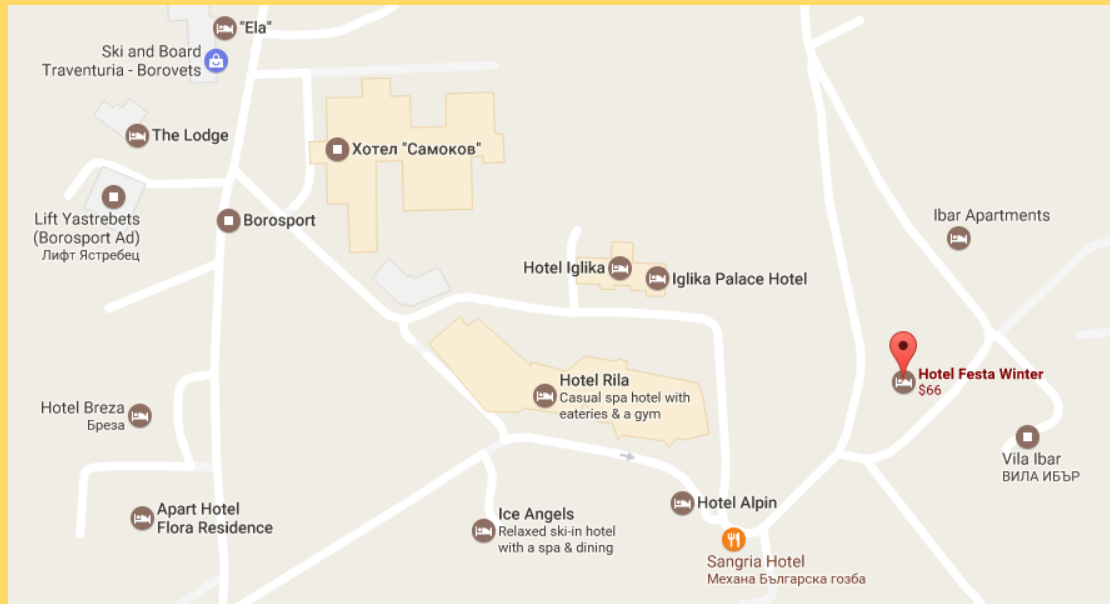 "Ela"
Ski and Board
Traventuria - Borovets
The Lodge
Хотел "Самоков"
Lift Yastrebets
(Borosport Ad)
Лифт Ястребец
Borosport
Ibar Apartments
Hotel Iglika
Iglika Palace Hotel
Hotel Festa Winter
$66
Hotel Rila
Casual spa hotel with
eateries & a gym
Hotel Breza
Бреза
Vila Ibar
ВИЛА ИБЪР
Apart Hotel
Flora Residence
Ice Angels
Relaxed ski-in hotel
with a spa & dining
Hotel Alpin
Sangria Hotel
Механа Българска гозба